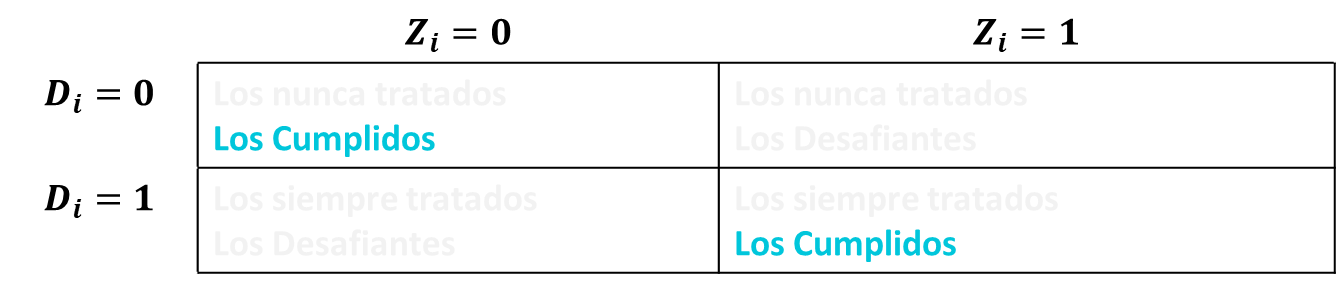 Zᵢ = 0 Zᵢ = 1
Dᵢ = 0 Los nunca tratados Los nunca tratados
Los Cumplidos Los Desafiantes
Dᵢ = 1 Los siempre tratados Los siempre tratados
Los Desafiantes Los Cumplidos